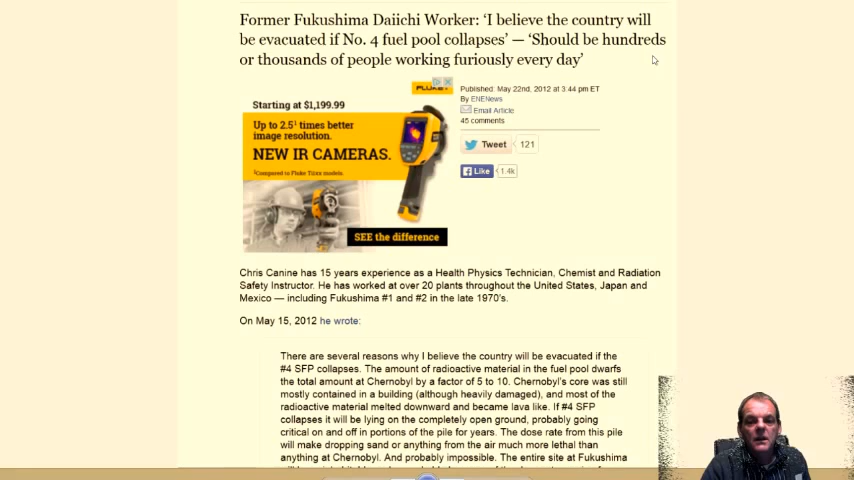 Former Fukushima Daiichi Worker: ‘I believe the country will
be evacuated if No. 4 fuel pool collapses’ — ‘Should be hundreds
or thousands of people working furiously every day’
FLUKE
Starting at $1,199.99
Up to 2.5¹ times better
image resolution.
NEW IR CAMERAS.
¹Compared to Fluke TiIxx models.
SEE the difference
Published: May 22nd, 2012 at 3:44 pm ET
By ENENews
Email Article
45 comments
Tweet 121
Like 1.4k
Chris Canine has 15 years experience as a Health Physics Technician, Chemist and Radiation
Safety Instructor. He has worked at over 20 plants throughout the United States, Japan and
Mexico — including Fukushima #1 and #2 in the late 1970’s.
On May 15, 2012 he wrote:
There are several reasons why I believe the country will be evacuated if the
#4 SFP collapses. The amount of radioactive material in the fuel pool dwarfs
the total amount at Chernobyl by a factor of 5 to 10. Chernobyl’s core was still
mostly contained in a building (although heavily damaged), and most of the
radioactive material melted downward and became lava like. If #4 SFP
collapses it will be lying on the completely open ground, probably going
critical on and off in portions of the pile for years. The dose rate from this pile
will make dropping sand or anything from the air much more lethal than
anything at Chernobyl. And probably impossible. The entire site at Fukushima